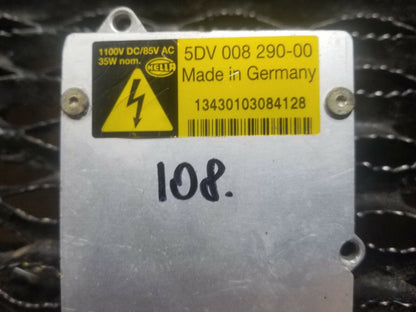 1100V DC/85V AC
35W nom.
HELLA
5DV 008 290-00
Made in Germany
13430103084128
108.